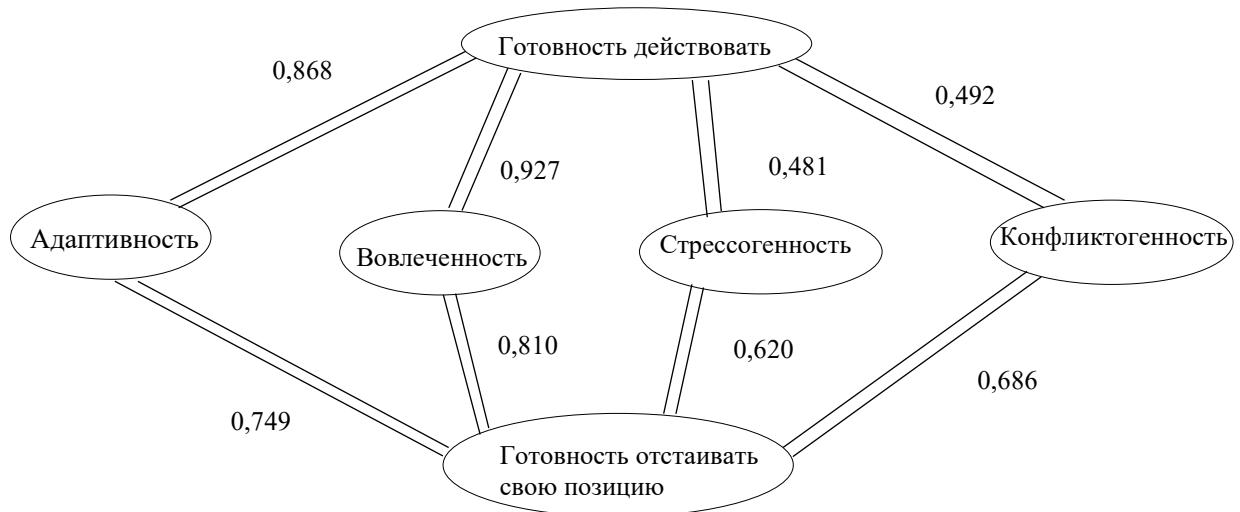 Готовность действовать
0,868
0,492
0,927
0,481
Адаптивность
Вовлеченность
Стрессогенность
Конфликтогенность
0,810
0,620
0,686
0,749
Готовность отстаивать
свою позицию